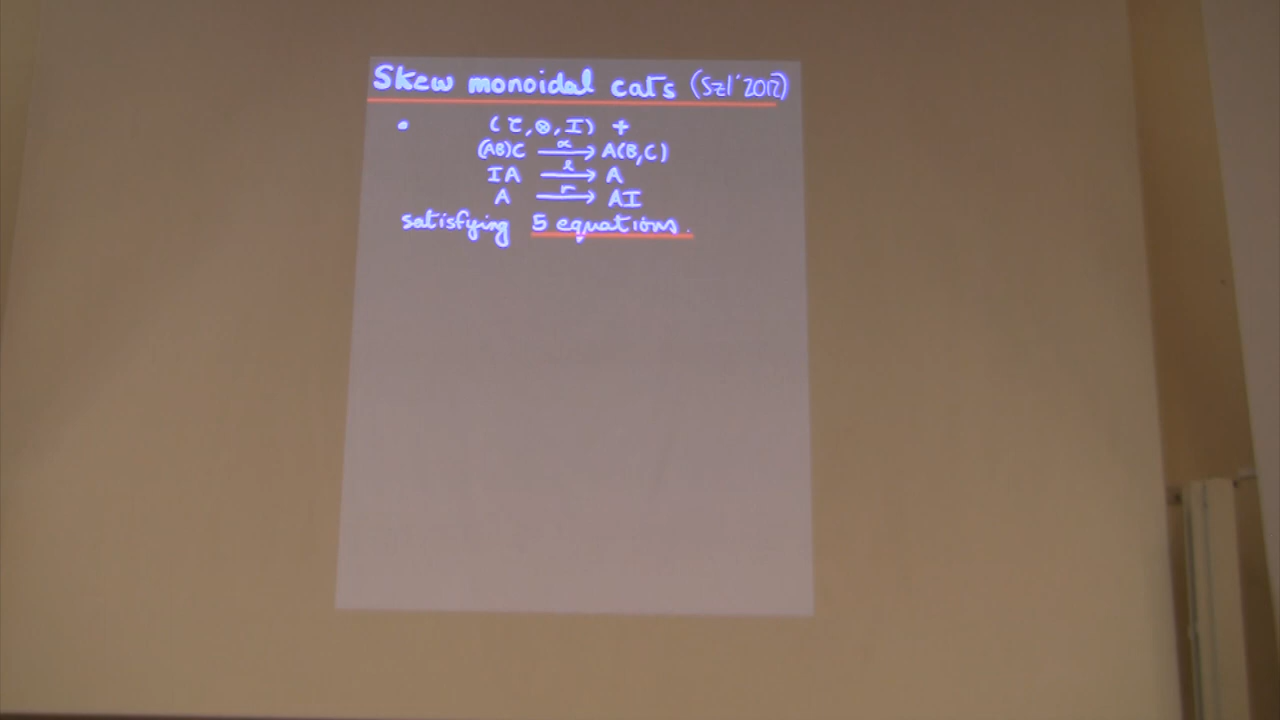 Skew monoidal cats (Szl'2012)
• (C, ⊗, I) +
(AB)C —α→ A(B,C)
IA —l→ A
A —r→ AI
satisfying 5 equations.